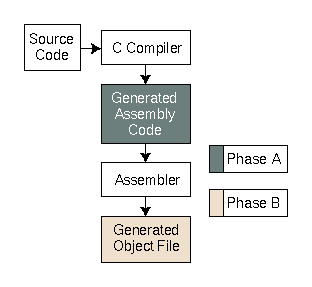 Source
Code
C Compiler
Generated
Assembly
Code
Assembler
Generated
Object File
Phase A
Phase B